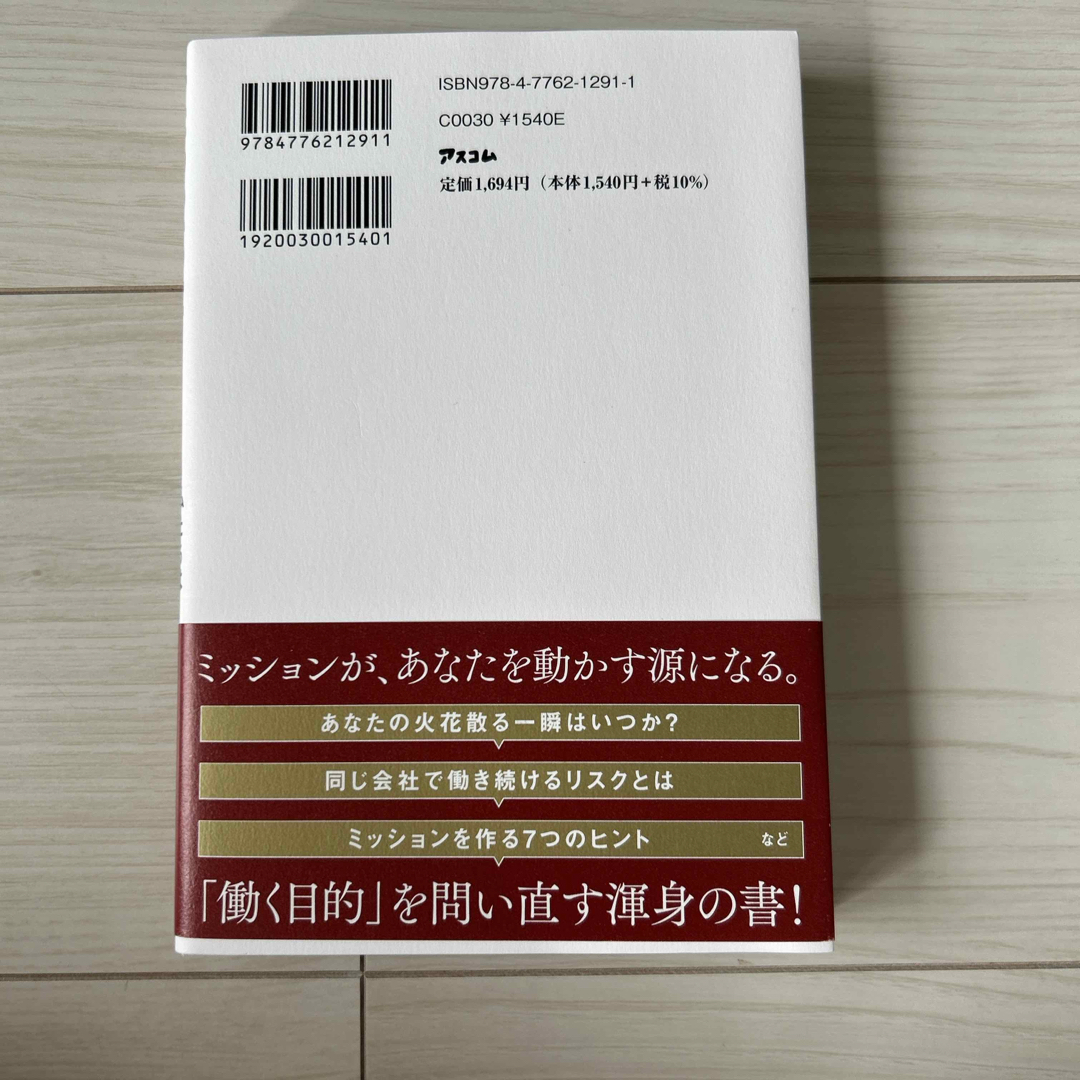 ISBN978-4-7762-1291-1
C0030 ¥1540E
アスコム
定価1,694円（本体1,540円＋税10%）
9784776212911
1920030015401
ミッションが、あなたを動かす源になる。
あなたの火花散る一瞬はいつか？
同じ会社で働き続けるリスクとは
ミッションを作る7つのヒント など
「働く目的」を問い直す渾身の書！